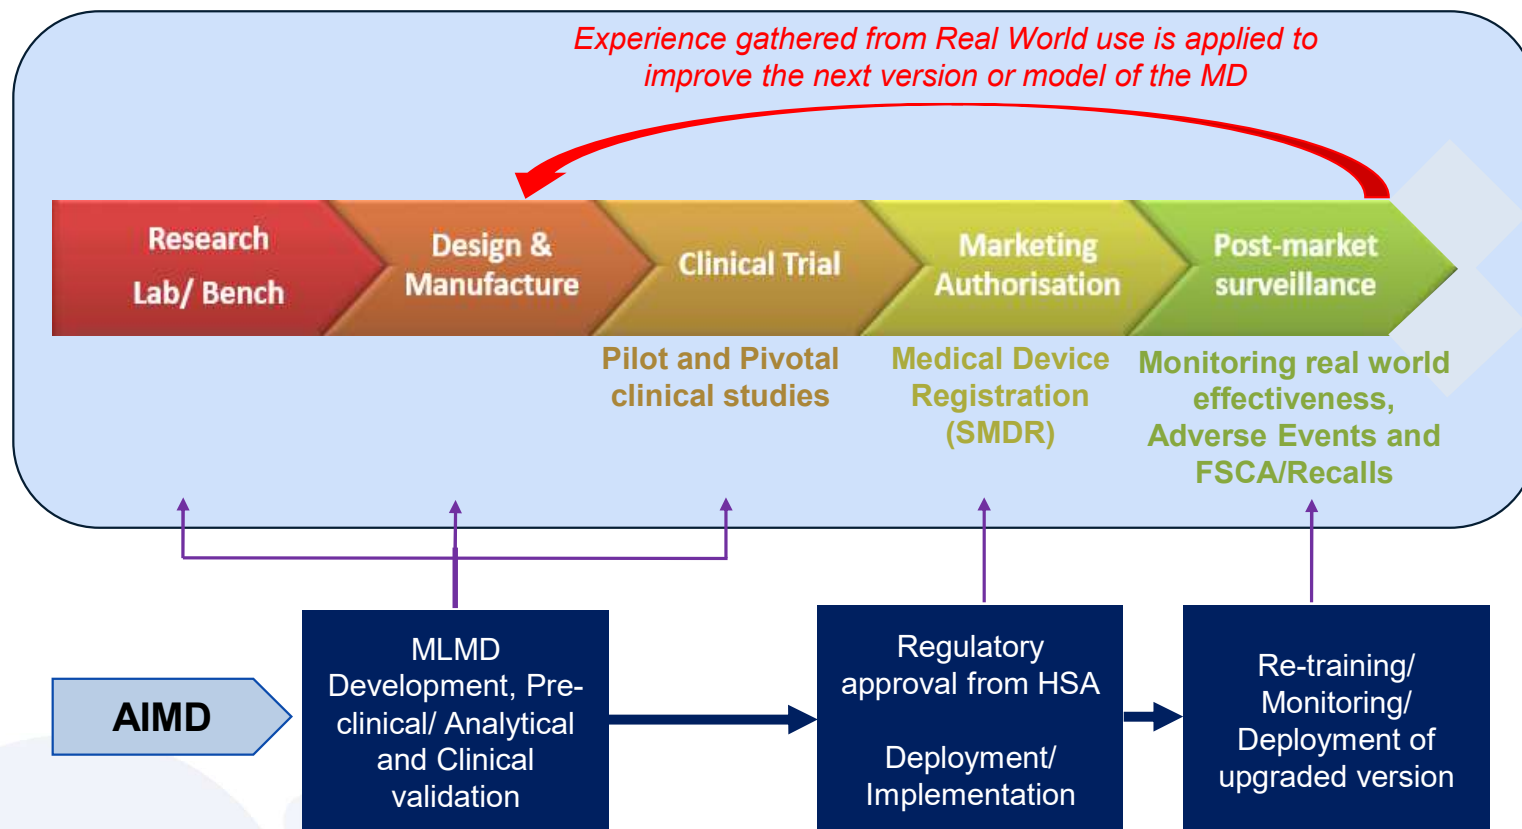 Experience gathered from Real World use is applied to
improve the next version or model of the MD
Research
Lab/ Bench
Design &
Manufacture
Clinical Trial
Marketing
Authorisation
Post-market
surveillance
Pilot and Pivotal
clinical studies
Medical Device
Registration
(SMDR)
Monitoring real world
effectiveness,
Adverse Events and
FSCA/Recalls
AIMD
MLMD
Development, Pre-
clinical/ Analytical
and Clinical
validation
Regulatory
approval from HSA
Deployment/
Implementation
Re-training/
Monitoring/
Deployment of
upgraded version